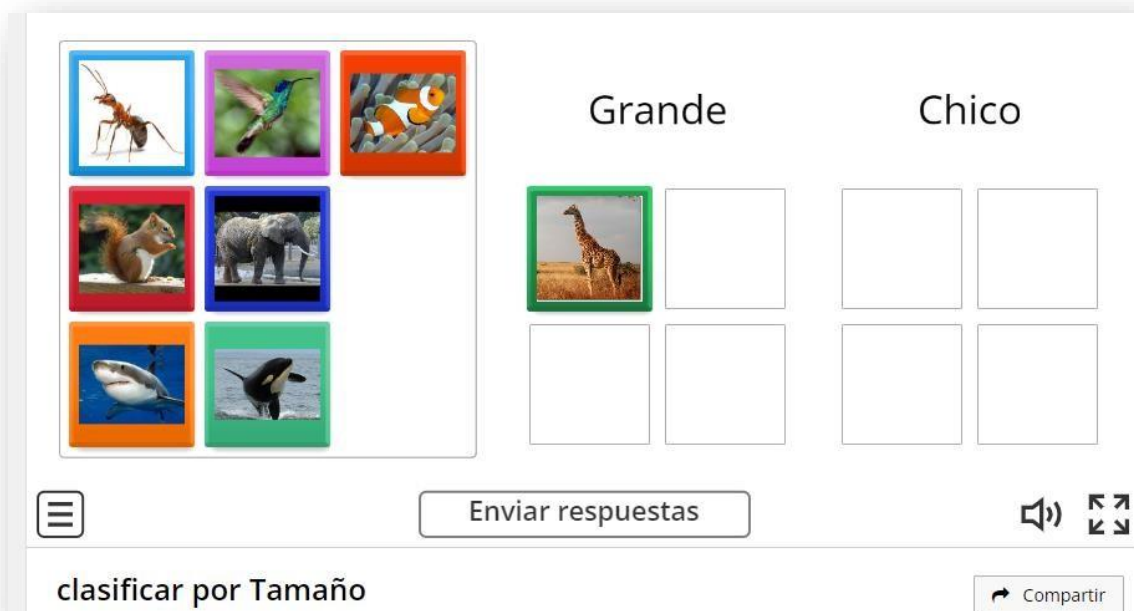 Grande
Chico
Enviar respuestas
clasificar por Tamaño
Compartir